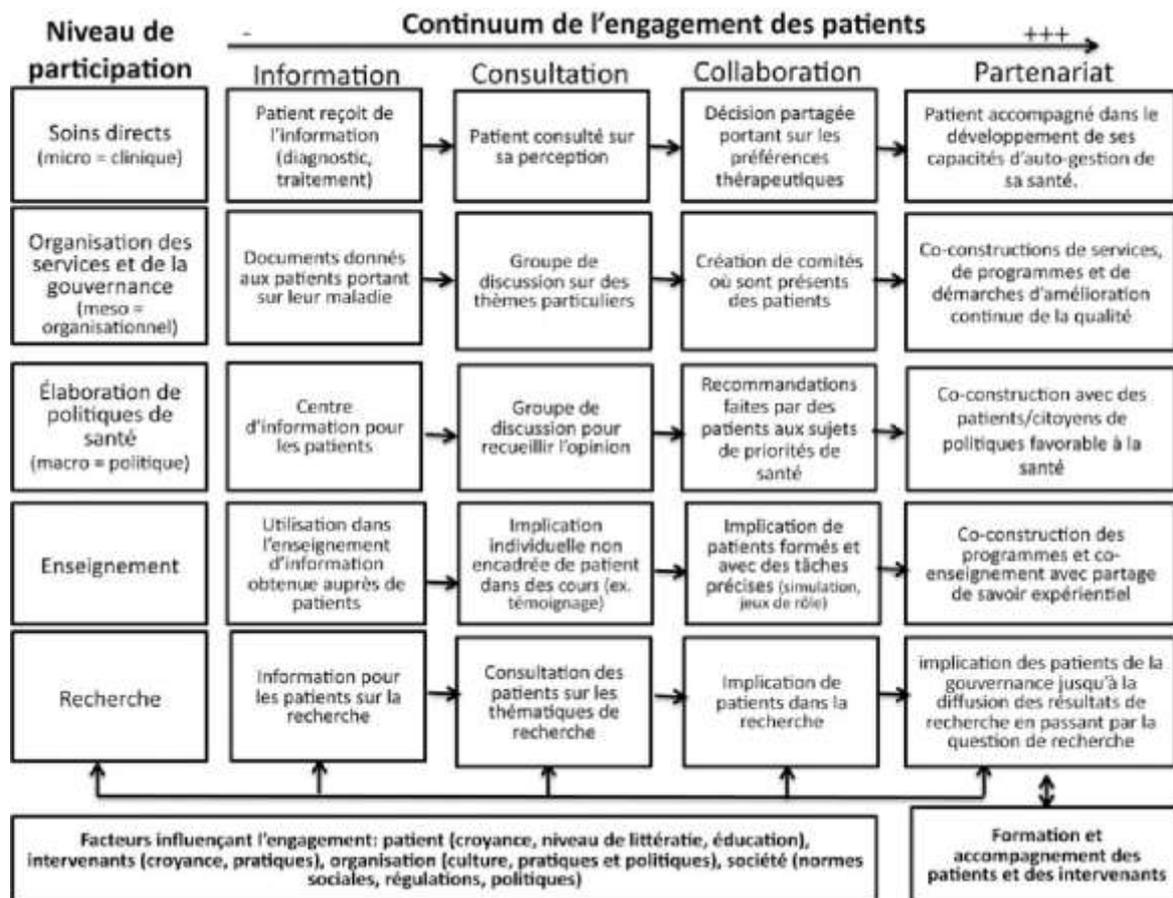 Niveau de
participation
Continuum de l'engagement des patients
-
+++
Information
Consultation
Collaboration
Partenariat
Soins directs
(micro = clinique)
Patient reçoit de
l'information
(diagnostic,
traitement)
Patient consulté sur
sa perception
Décision partagée
portant sur les
préférences
thérapeutiques
Patient accompagné dans le
développement de ses
capacités d'auto-gestion de
sa santé.
Organisation des
services et de la
gouvernance
(meso =
organisationnel)
Documents donnés
aux patients portant
sur leur maladie
Groupe de
discussion sur des
thèmes particuliers
Création de comités
où sont présents
des patients
Co-constructions de services,
de programmes et de
démarches d'amélioration
continue de la qualité
Élaboration de
politiques de
santé
(macro = politique)
Centre
d'information pour
les patients
Groupe de
discussion pour
recueillir l'opinion
Recommandations
faites par des
patients aux sujets
de priorités de
santé
Co-construction avec des
patients/citoyens de
politiques favorable à la
santé
Enseignement
Utilisation dans
l'enseignement
d'information
obtenue auprès de
patients
Implication
individuelle non
encadrée de patient
dans des cours (ex.
témoignage)
Implication de
patients formés et
avec des tâches
précises (simulation,
jeux de rôle)
Co-construction des
programmes et co-
enseignement avec partage
de savoir expérientiel
Recherche
Information pour
les patients sur la
recherche
Consultation des
patients sur les
thématiques de
recherche
Implication de
patients dans la
recherche
implication des patients de la
gouvernance jusqu'à la
diffusion des résultats de
recherche en passant par la
question de recherche
Facteurs influençant l'engagement: patient (croyance, niveau de littératie, éducation),
intervenants (croyance, pratiques), organisation (culture, pratiques et politiques), société (normes
sociales, régulations, politiques)
Formation et
accompagnement des
patients et des intervenants